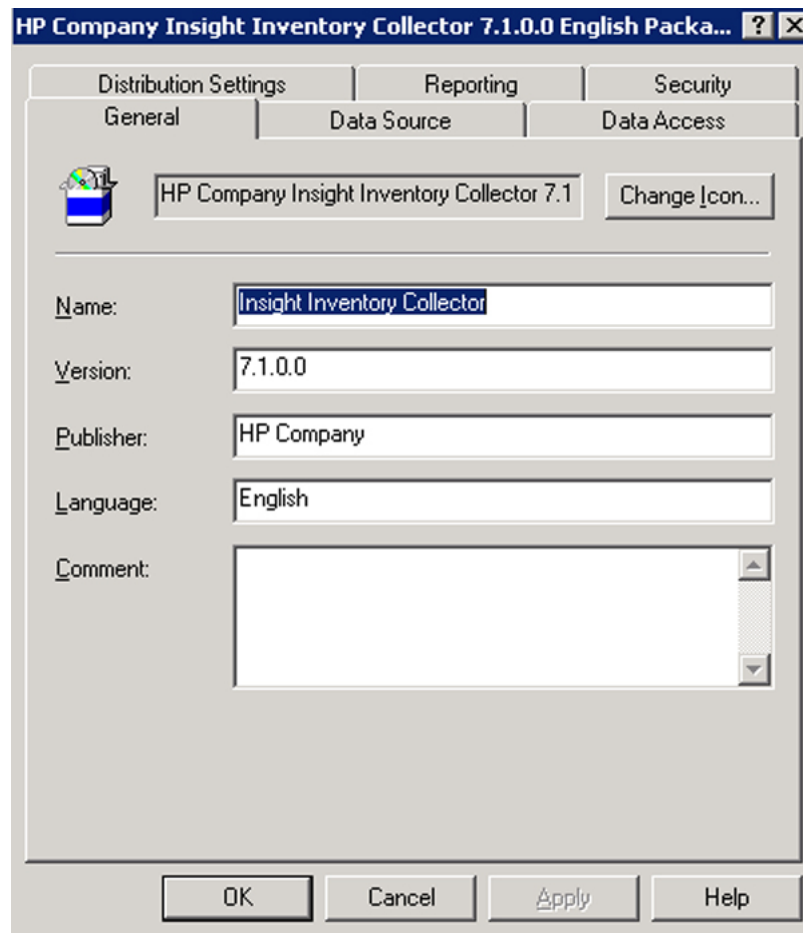 HP Company Insight Inventory Collector 7.1.0.0 English Packa...
Distribution Settings Reporting Security
General Data Source Data Access
HP Company Insight Inventory Collector 7.1 Change Icon...
Name: Insight Inventory Collector
Version: 7.1.0.0
Publisher: HP Company
Language: English
Comment:
OK Cancel Apply Help